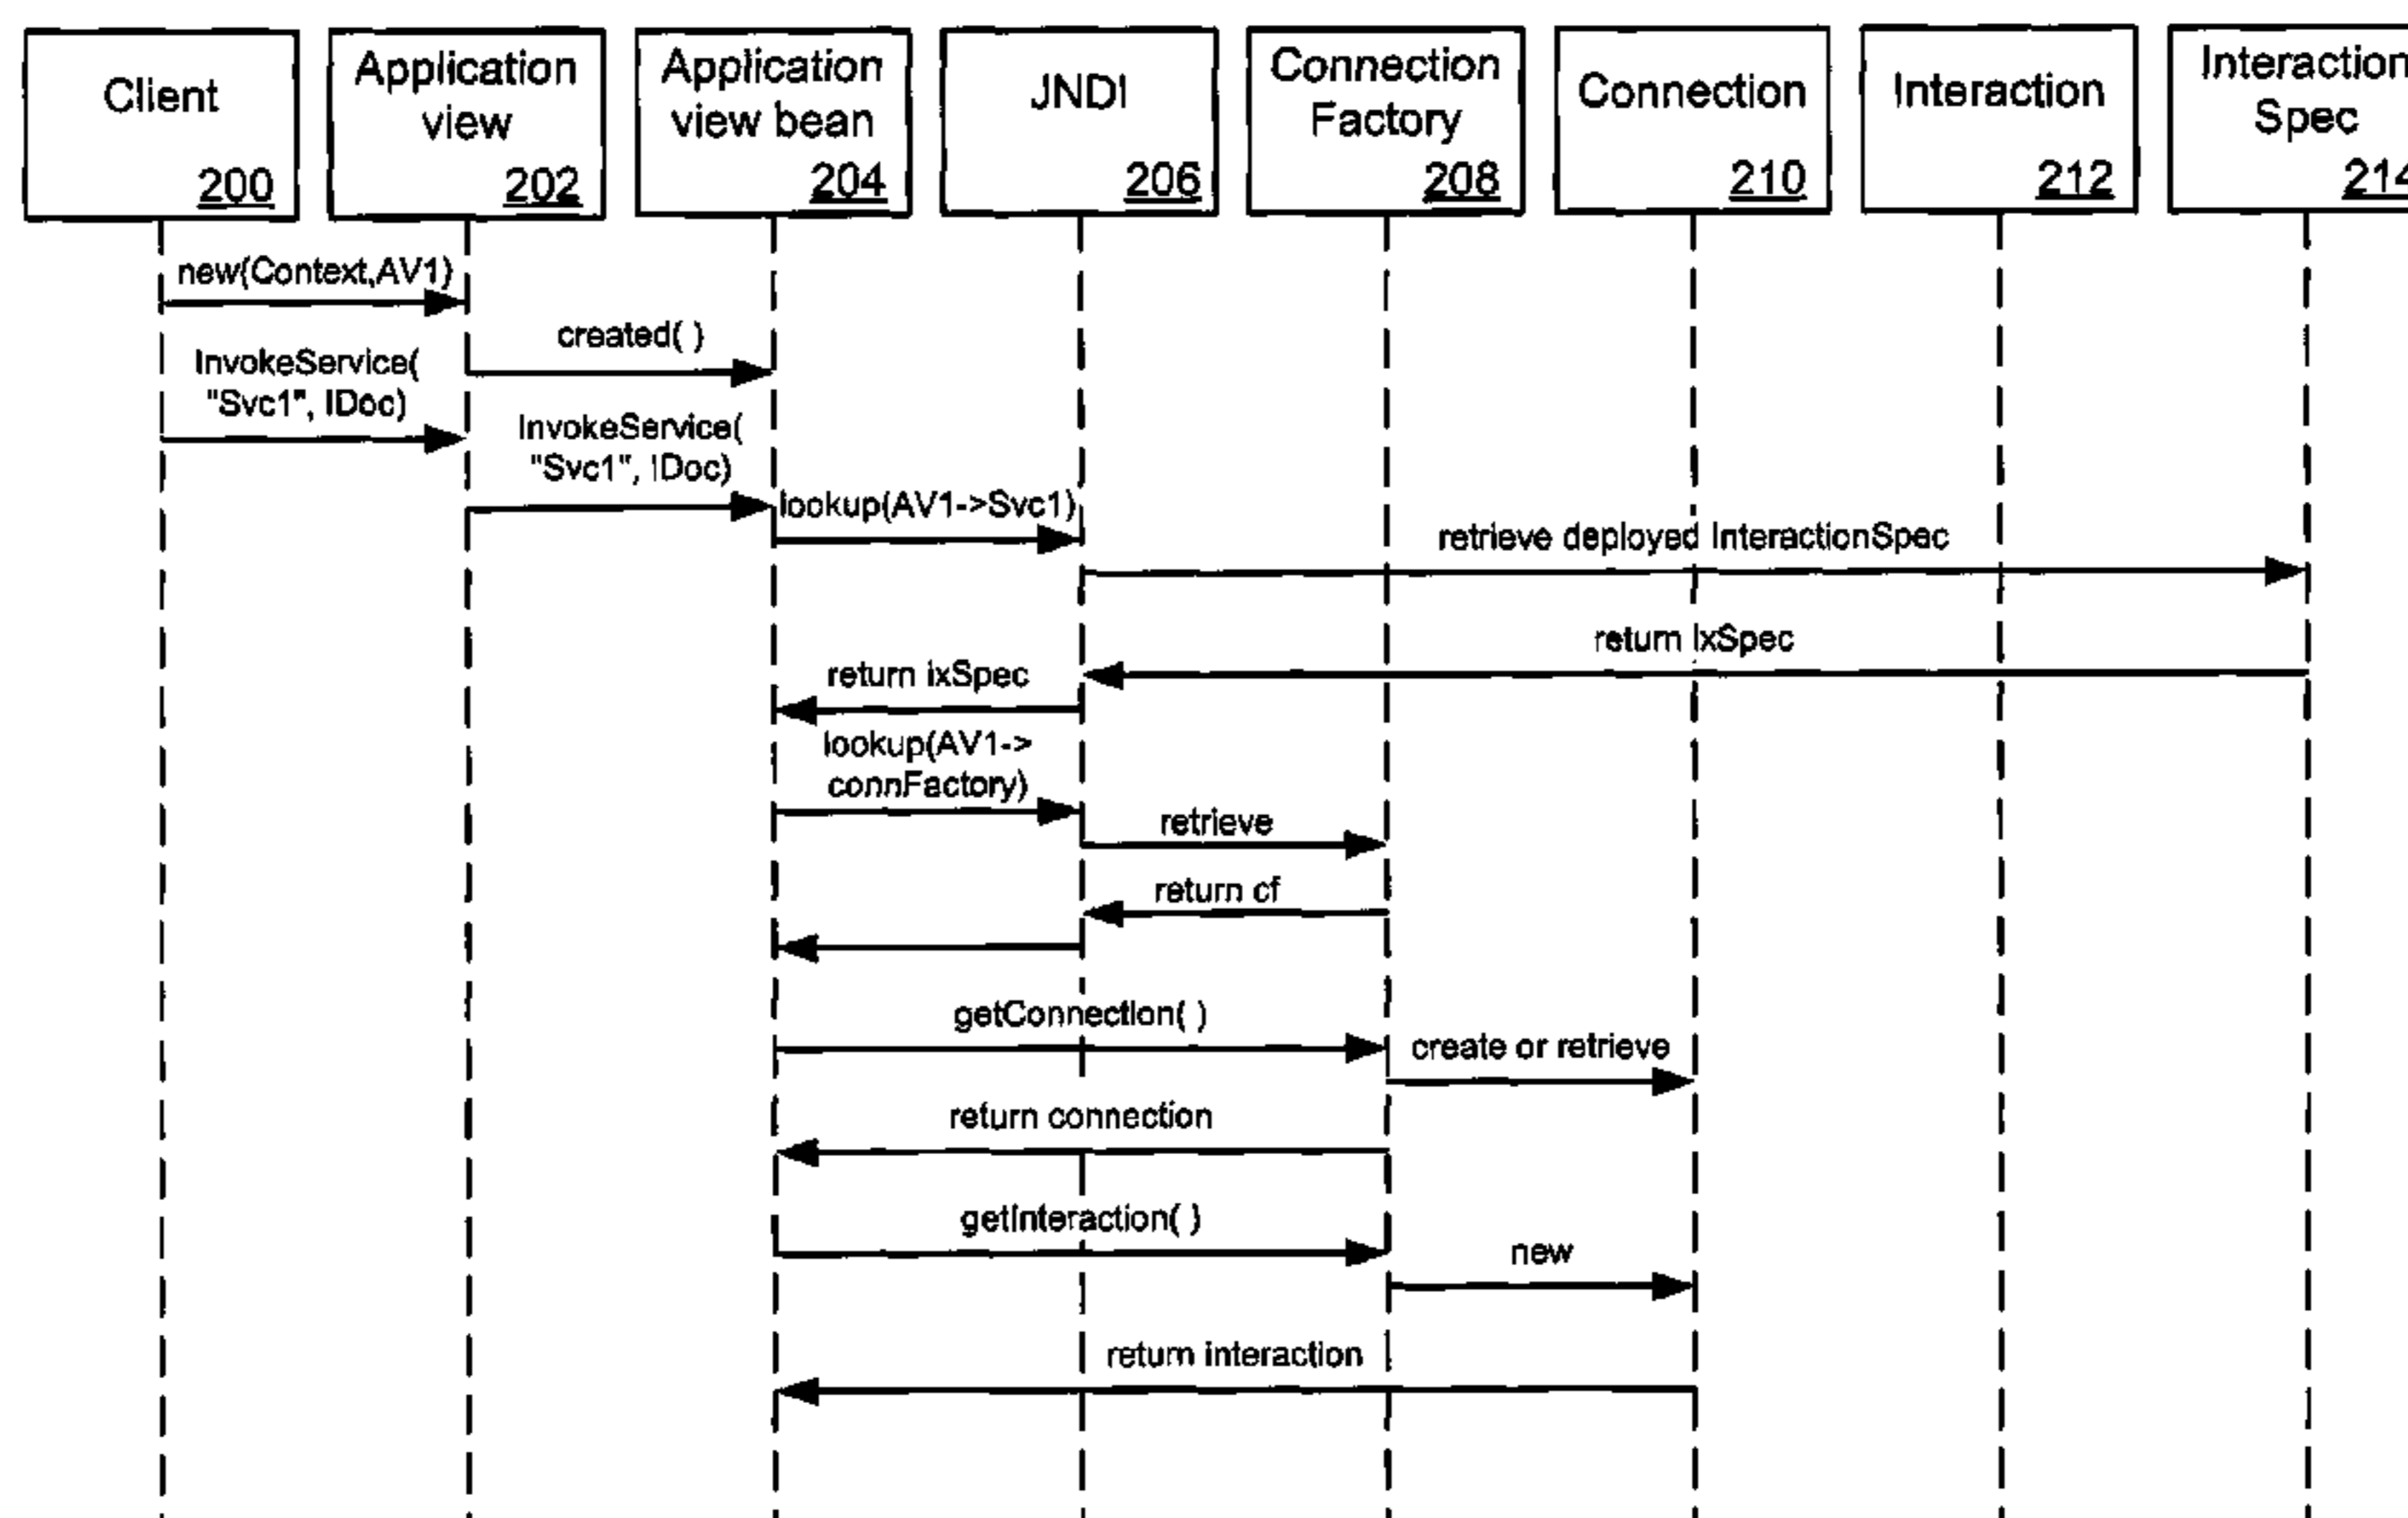 Client
200
Application
view
202
Application
view bean
204
JNDI
206
Connection
Factory
208
Connection
210
Interaction
212
Interaction
Spec
214
new(Context,AV1)
created( )
InvokeService(
"Svc1", IDoc)
InvokeService(
"Svc1", IDoc)
lookup(AV1->Svc1)
retrieve deployed InteractionSpec
return IxSpec
return ixSpec
lookup(AV1->
connFactory)
retrieve
return cf
getConnection( )
create or retrieve
return connection
getInteraction( )
new
return interaction